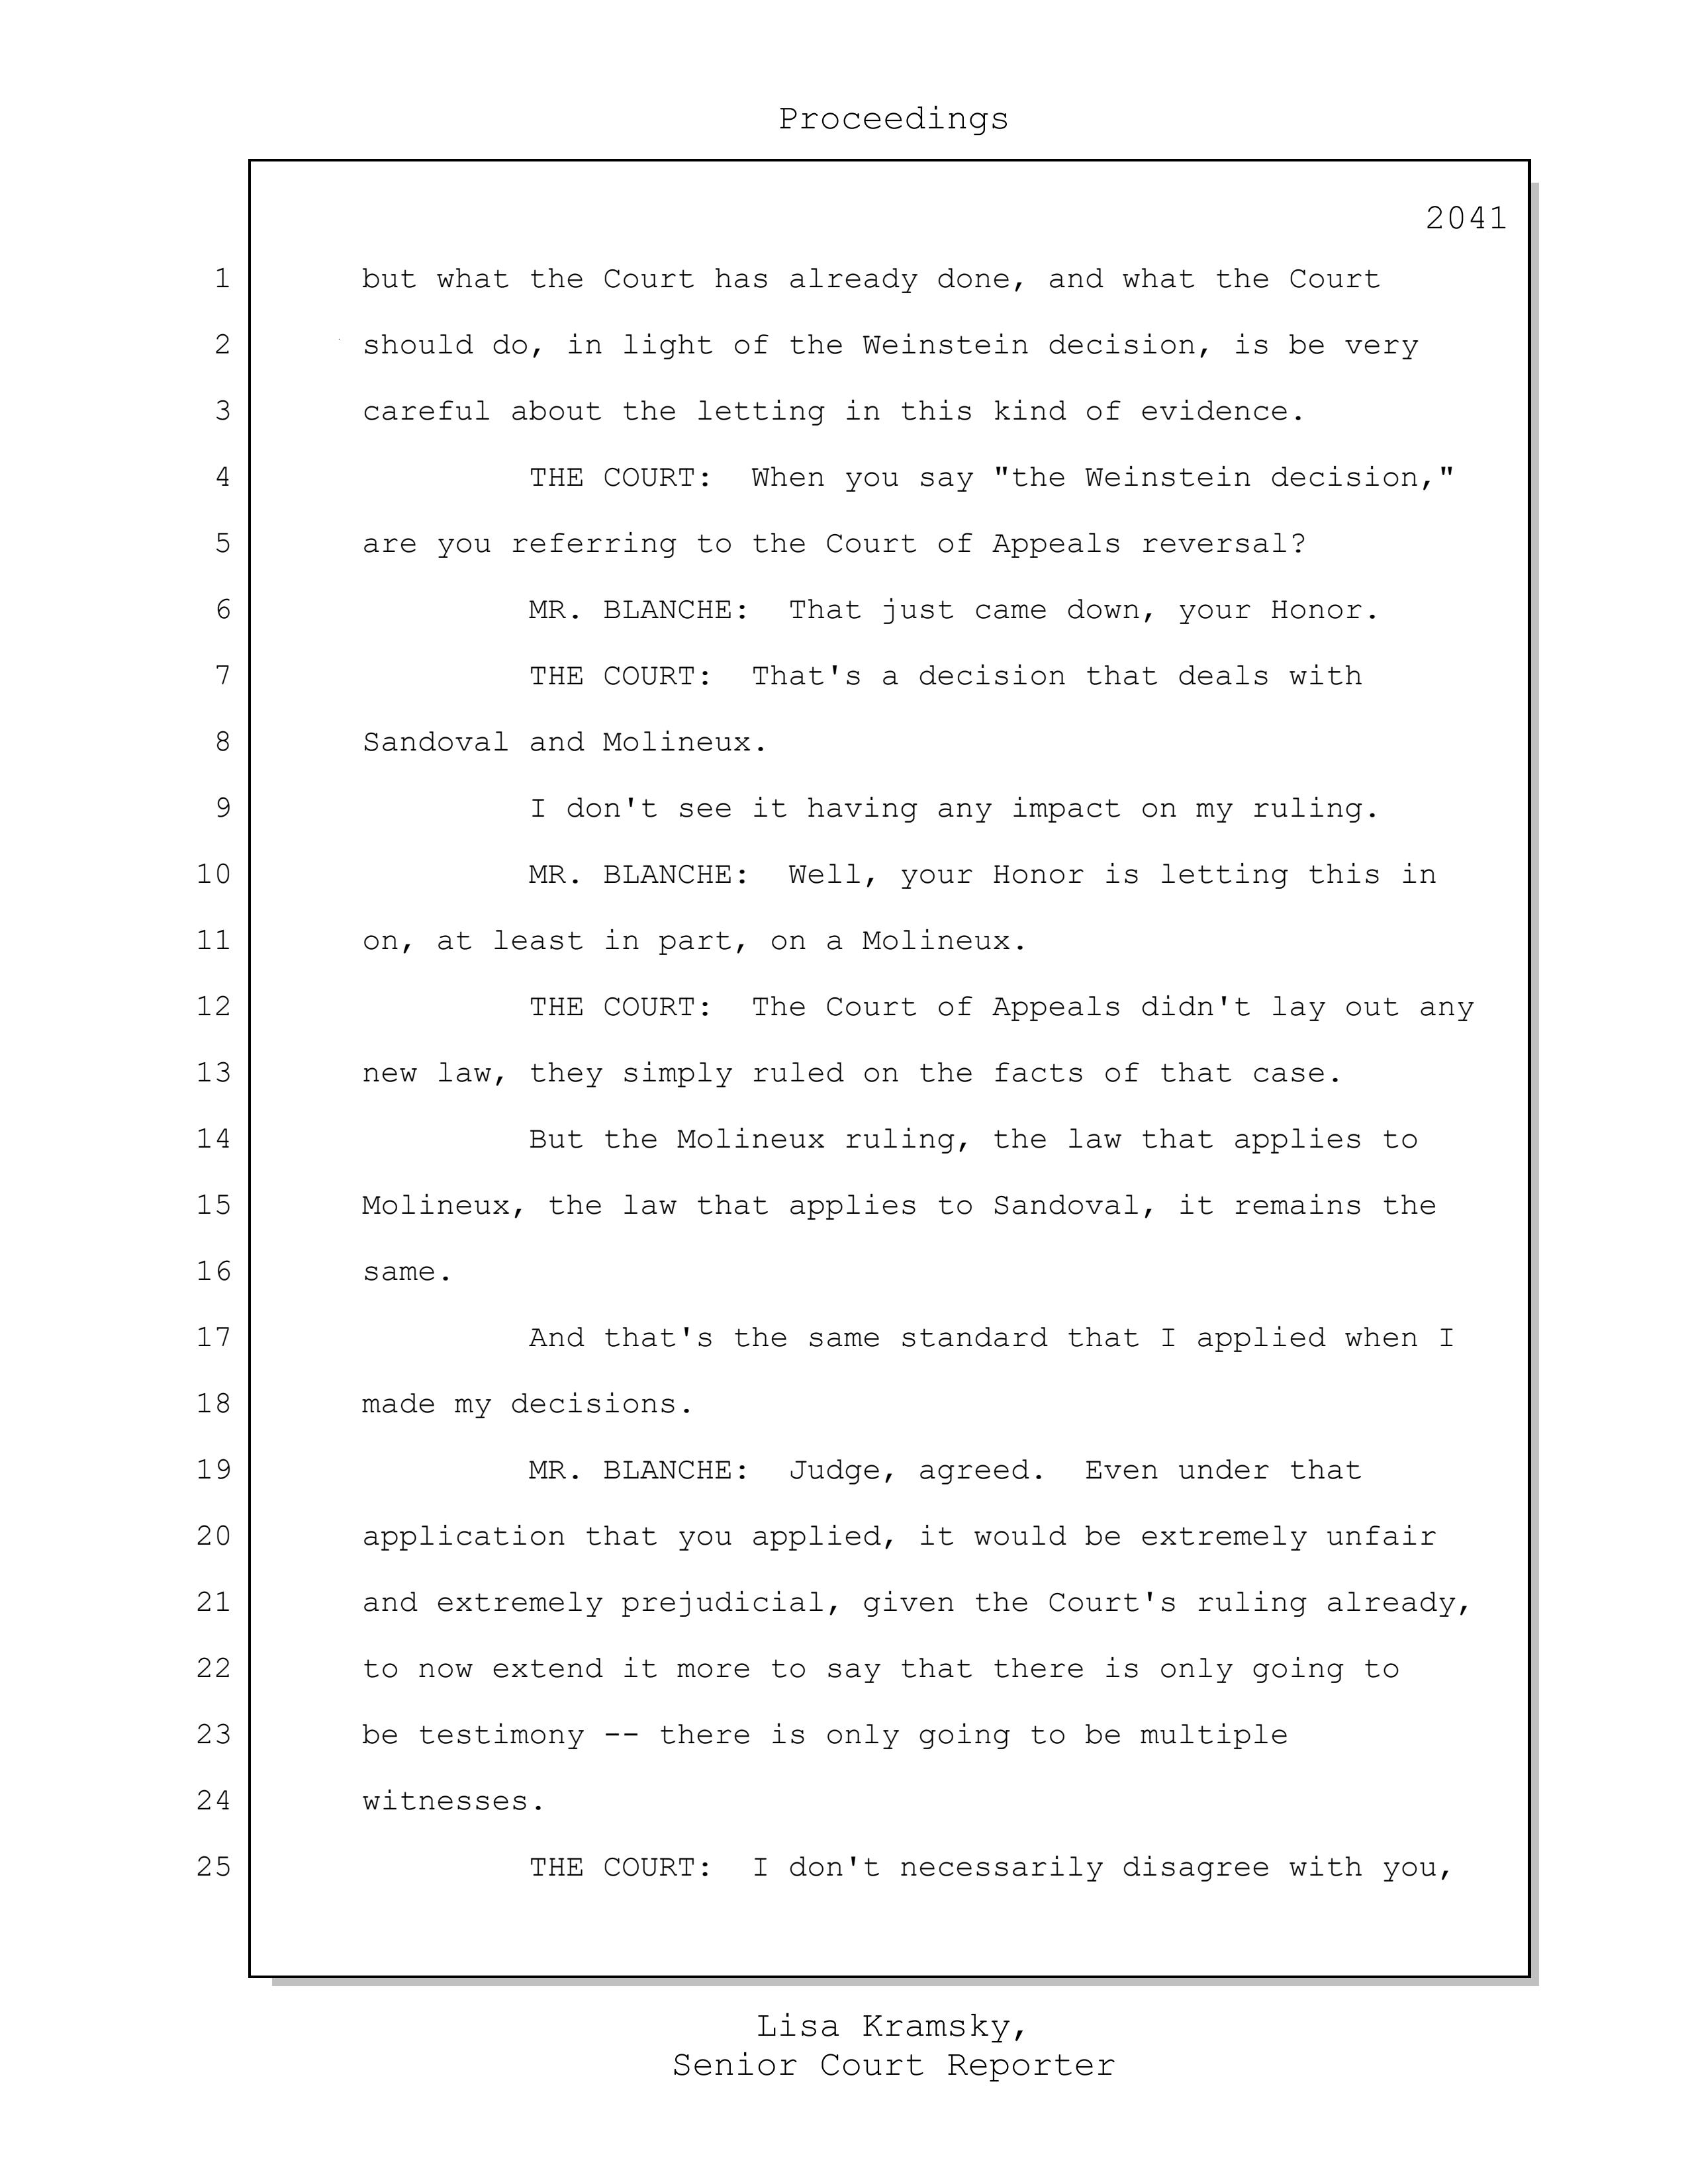 Proceedings
2041
1 but what the Court has already done, and what the Court
2 should do, in light of the Weinstein decision, is be very
3 careful about the letting in this kind of evidence.
4 THE COURT: When you say "the Weinstein decision,"
5 are you referring to the Court of Appeals reversal?
6 MR. BLANCHE: That just came down, your Honor.
7 THE COURT: That's a decision that deals with
8 Sandoval and Molineux.
9 I don't see it having any impact on my ruling.
10 MR. BLANCHE: Well, your Honor is letting this in
11 on, at least in part, on a Molineux.
12 THE COURT: The Court of Appeals didn't lay out any
13 new law, they simply ruled on the facts of that case.
14 But the Molineux ruling, the law that applies to
15 Molineux, the law that applies to Sandoval, it remains the
16 same.
17 And that's the same standard that I applied when I
18 made my decisions.
19 MR. BLANCHE: Judge, agreed. Even under that
20 application that you applied, it would be extremely unfair
21 and extremely prejudicial, given the Court's ruling already,
22 to now extend it more to say that there is only going to
23 be testimony -- there is only going to be multiple
24 witnesses.
25 THE COURT: I don't necessarily disagree with you,
Lisa Kramsky,
Senior Court Reporter